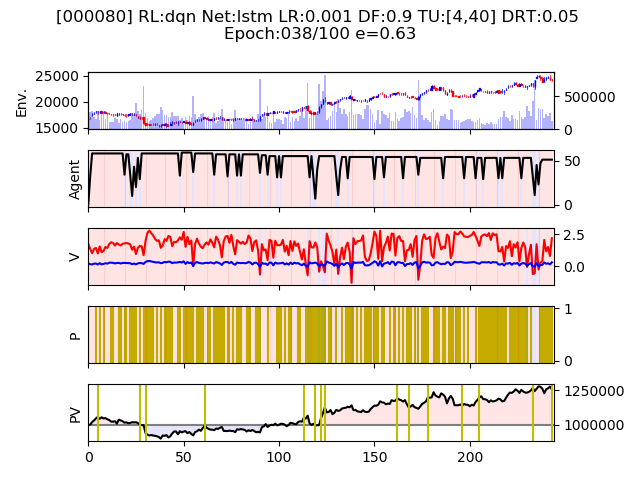 [000080] RL:dqn Net:lstm LR:0.001 DF:0.9 TU:[4,40] DRT:0.05
Epoch:038/100 e=0.63
Env.
25000
20000
15000
500000
0
Agent
50
0
V
2.5
0.0
P
1
0
PV
1250000
1000000
0
50
100
150
200